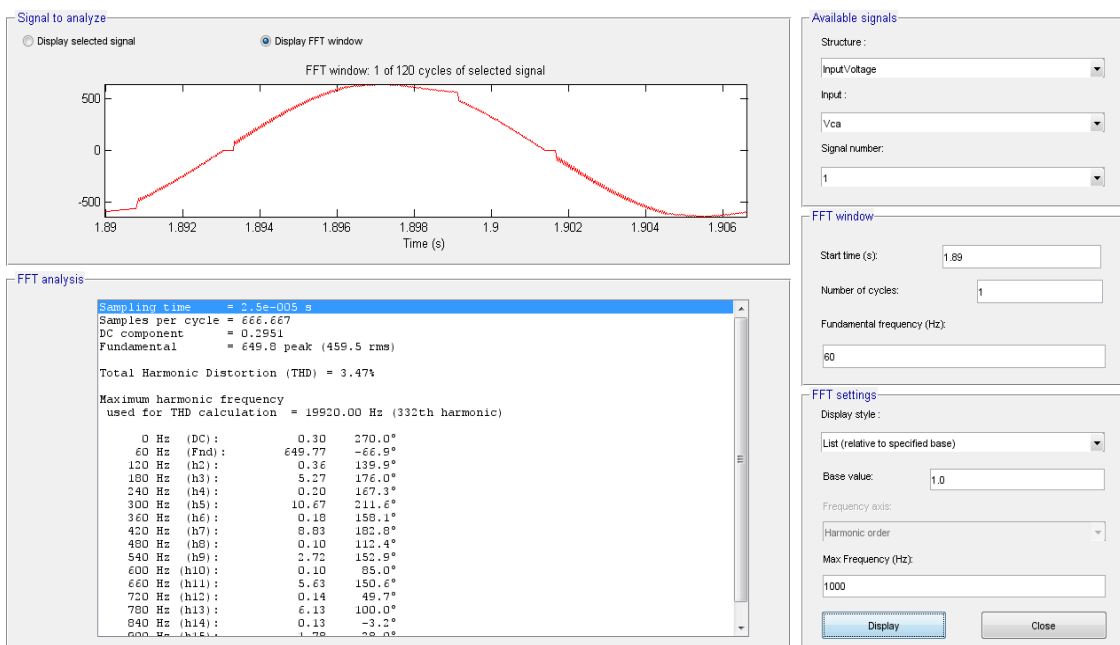 Signal to analyze
Display selected signal
Display FFT window
FFT window: 1 of 120 cycles of selected signal
500
0
-500
1.89 1.892 1.894 1.896 1.898 1.9 1.902 1.904 1.906
Time (s)
FFT analysis
Sampling time = 2.5e-005 s
Samples per cycle = 666.667
DC component = 0.2951
Fundamental = 649.8 peak (459.5 rms)
Total Harmonic Distortion (THD) = 3.47%
Maximum harmonic frequency
used for THD calculation = 19920.00 Hz (332th harmonic)
0 Hz (DC): 0.30 270.0°
60 Hz (Fnd): 649.77 -66.9°
120 Hz (h2): 0.36 139.9°
180 Hz (h3): 5.27 176.0°
240 Hz (h4): 0.20 167.3°
300 Hz (h5): 10.67 211.6°
360 Hz (h6): 0.18 158.1°
420 Hz (h7): 8.83 182.8°
480 Hz (h8): 0.10 112.4°
540 Hz (h9): 2.72 152.9°
600 Hz (h10): 0.10 85.0°
660 Hz (h11): 5.63 150.6°
720 Hz (h12): 0.14 49.7°
780 Hz (h13): 6.13 100.0°
840 Hz (h14): 0.13 -3.2°
900 Hz (h15): 1.78 28.0°
Available signals
Structure :
InputVoltage
Input :
Vca
Signal number:
1
FFT window
Start time (s):
1.89
Number of cycles:
1
Fundamental frequency (Hz):
60
FFT settings
Display style :
List (relative to specified base)
Base value:
1.0
Frequency axis:
Harmonic order
Max Frequency (Hz):
1000
Display
Close